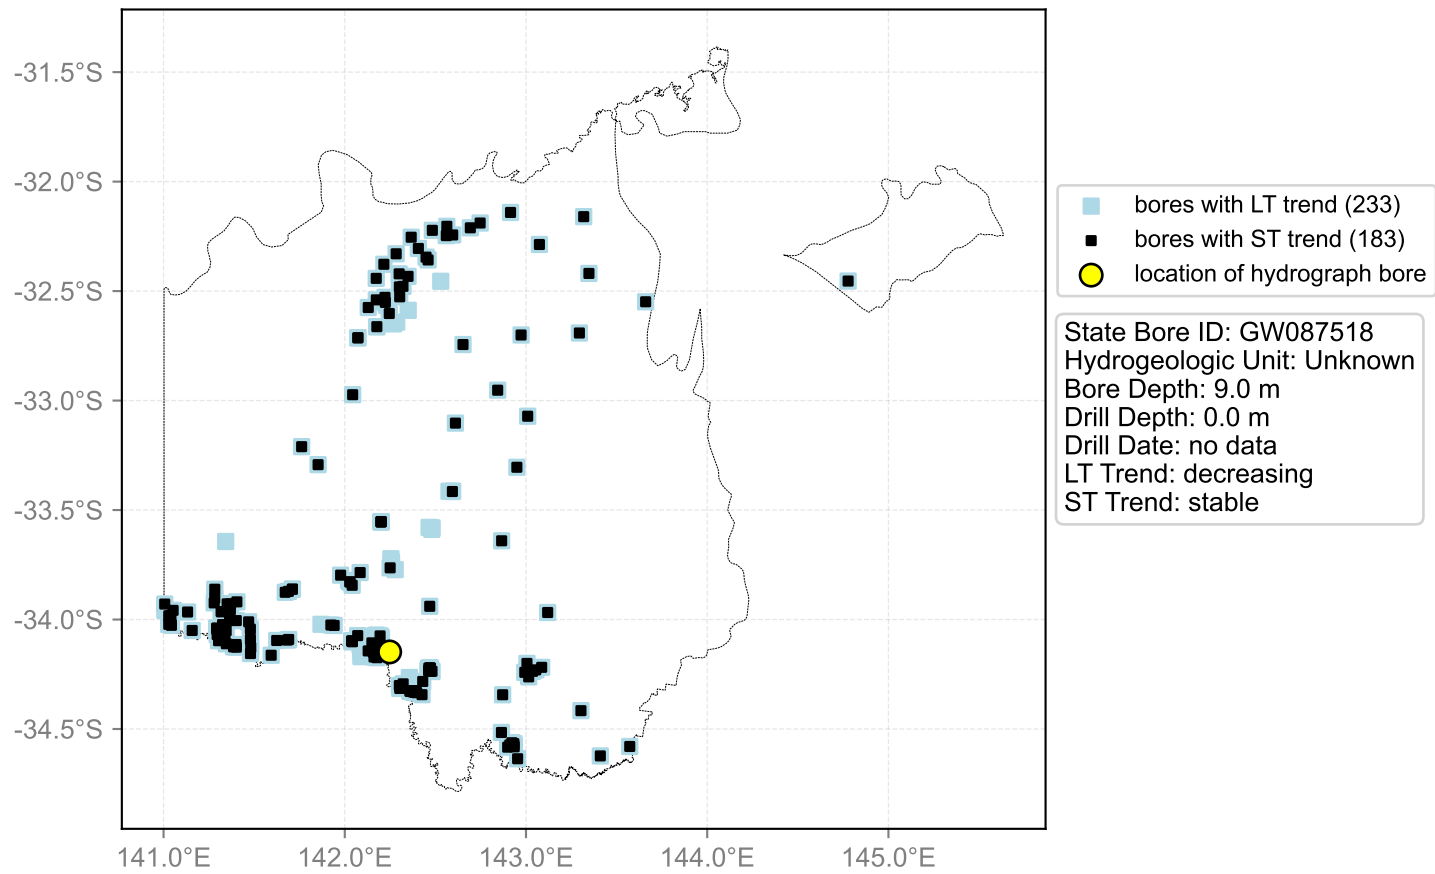 -31.5°S
-32.0°S
-32.5°S
-33.0°S
-33.5°S
-34.0°S
-34.5°S
141.0°E
142.0°E
143.0°E
144.0°E
145.0°E
bores with LT trend (233)
bores with ST trend (183)
location of hydrograph bore
State Bore ID: GW087518
Hydrogeologic Unit: Unknown
Bore Depth: 9.0 m
Drill Depth: 0.0 m
Drill Date: no data
LT Trend: decreasing
ST Trend: stable